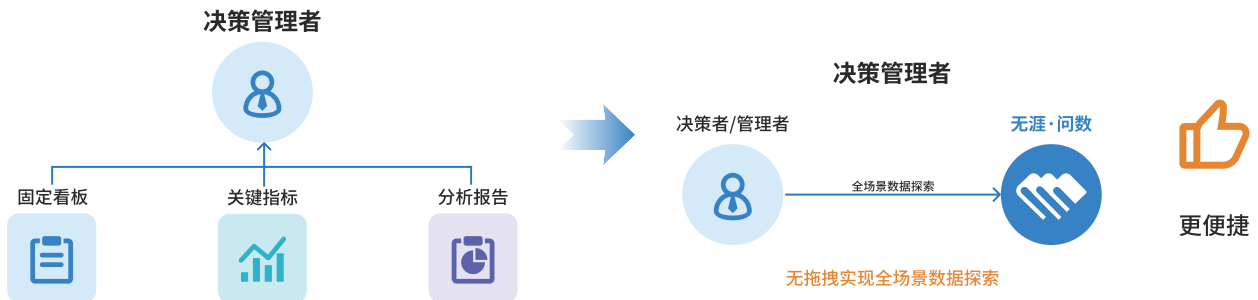 决策管理者
固定看板
关键指标
分析报告
决策管理者
决策者/管理者
无涯·问数
全场景数据探索
无拖拽实现全场景数据探索
更便捷